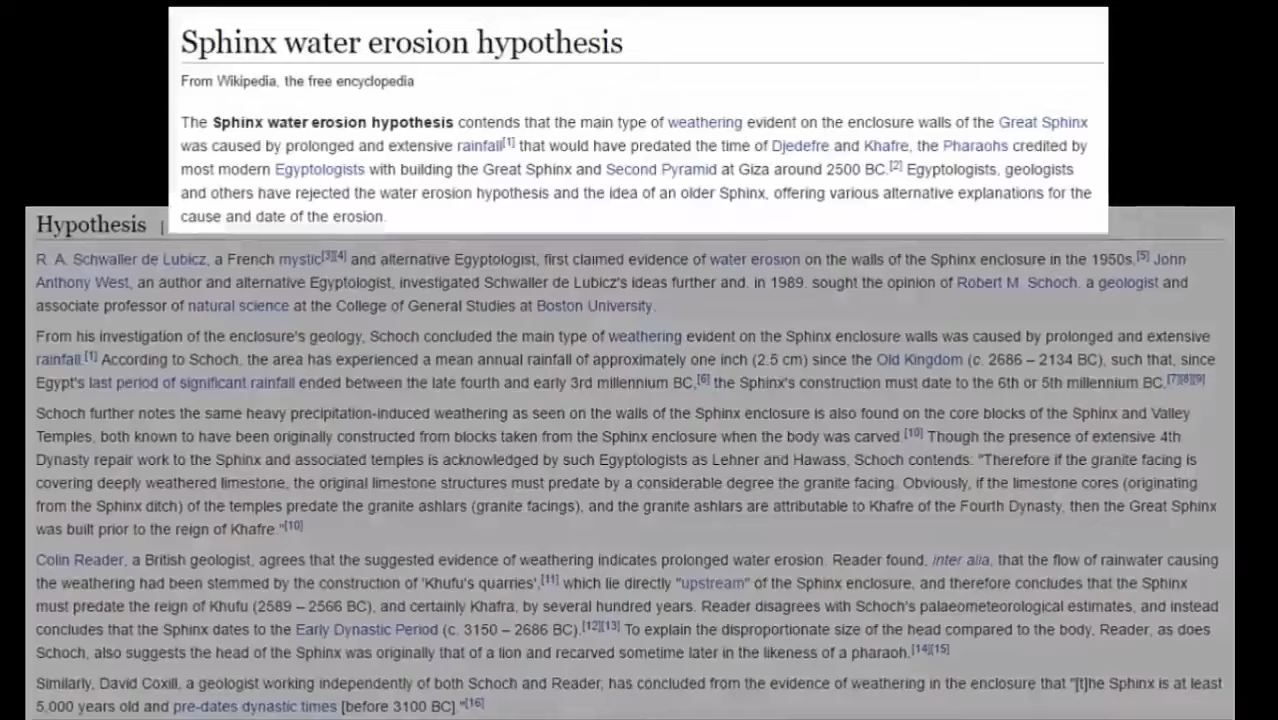 Sphinx water erosion hypothesis
From Wikipedia, the free encyclopedia
The Sphinx water erosion hypothesis contends that the main type of weathering evident on the enclosure walls of the Great Sphinx
was caused by prolonged and extensive rainfall[1] that would have predated the time of Djedefre and Khafre, the Pharaohs credited by
most modern Egyptologists with building the Great Sphinx and Second Pyramid at Giza around 2500 BC.[2] Egyptologists, geologists
and others have rejected the water erosion hypothesis and the idea of an older Sphinx, offering various alternative explanations for the
cause and date of the erosion.
Hypothesis
R. A. Schwaller de Lubicz, a French mystic[3][4] and alternative Egyptologist, first claimed evidence of water erosion on the walls of the Sphinx enclosure in the 1950s.[5] John
Anthony West, an author and alternative Egyptologist, investigated Schwaller de Lubicz's ideas further and, in 1989, sought the opinion of Robert M. Schoch, a geologist and
associate professor of natural science at the College of General Studies at Boston University.
From his investigation of the enclosure's geology, Schoch concluded the main type of weathering evident on the Sphinx enclosure walls was caused by prolonged and extensive
rainfall.[1] According to Schoch, the area has experienced a mean annual rainfall of approximately one inch (2.5 cm) since the Old Kingdom (c. 2686 – 2134 BC), such that, since
Egypt's last period of significant rainfall ended between the late fourth and early 3rd millennium BC,[6] the Sphinx's construction must date to the 6th or 5th millennium BC.[7][8][9]
Schoch further notes the same heavy precipitation-induced weathering as seen on the walls of the Sphinx enclosure is also found on the core blocks of the Sphinx and Valley
Temples, both known to have been originally constructed from blocks taken from the Sphinx enclosure when the body was carved.[10] Though the presence of extensive 4th
Dynasty repair work to the Sphinx and associated temples is acknowledged by such Egyptologists as Lehner and Hawass, Schoch contends: "Therefore if the granite facing is
covering deeply weathered limestone, the original limestone structures must predate by a considerable degree the granite facing. Obviously, if the limestone cores (originating
from the Sphinx ditch) of the temples predate the granite ashlars (granite facings), and the granite ashlars are attributable to Khafre of the Fourth Dynasty, then the Great Sphinx
was built prior to the reign of Khafre."[10]
Colin Reader, a British geologist, agrees that the suggested evidence of weathering indicates prolonged water erosion. Reader found, inter alia, that the flow of rainwater causing
the weathering had been stemmed by the construction of 'Khufu's quarries',[11] which lie directly "upstream" of the Sphinx enclosure, and therefore concludes that the Sphinx
must predate the reign of Khufu (2589 – 2566 BC), and certainly Khafra, by several hundred years. Reader disagrees with Schoch's palaeometeorological estimates, and instead
concludes that the Sphinx dates to the Early Dynastic Period (c. 3150 – 2686 BC).[12][13] To explain the disproportionate size of the head compared to the body, Reader, as does
Schoch, also suggests the head of the Sphinx was originally that of a lion and recarved sometime later in the likeness of a pharaoh.[14][15]
Similarly, David Coxill, a geologist working independently of both Schoch and Reader, has concluded from the evidence of weathering in the enclosure that "[t]he Sphinx is at least
5,000 years old and pre-dates dynastic times [before 3100 BC]."[16]